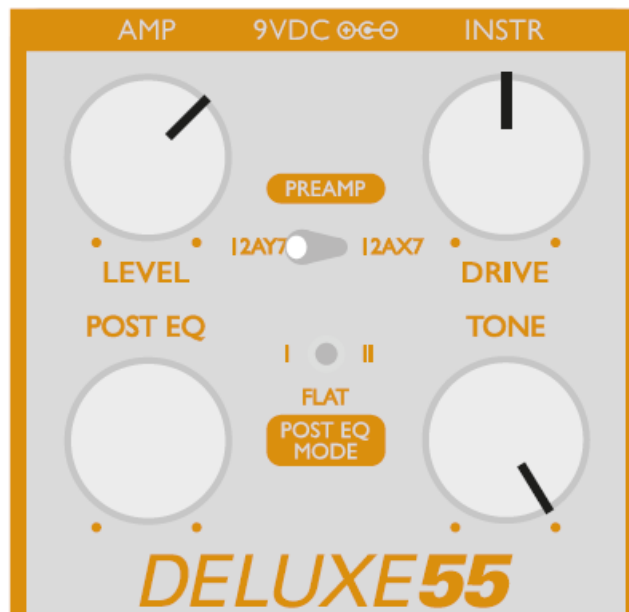 AMP 9VDC INSTR
PREAMP
12AY7 12AX7
LEVEL DRIVE
POST EQ TONE
I II
FLAT
POST EQ
MODE
DELUXE55